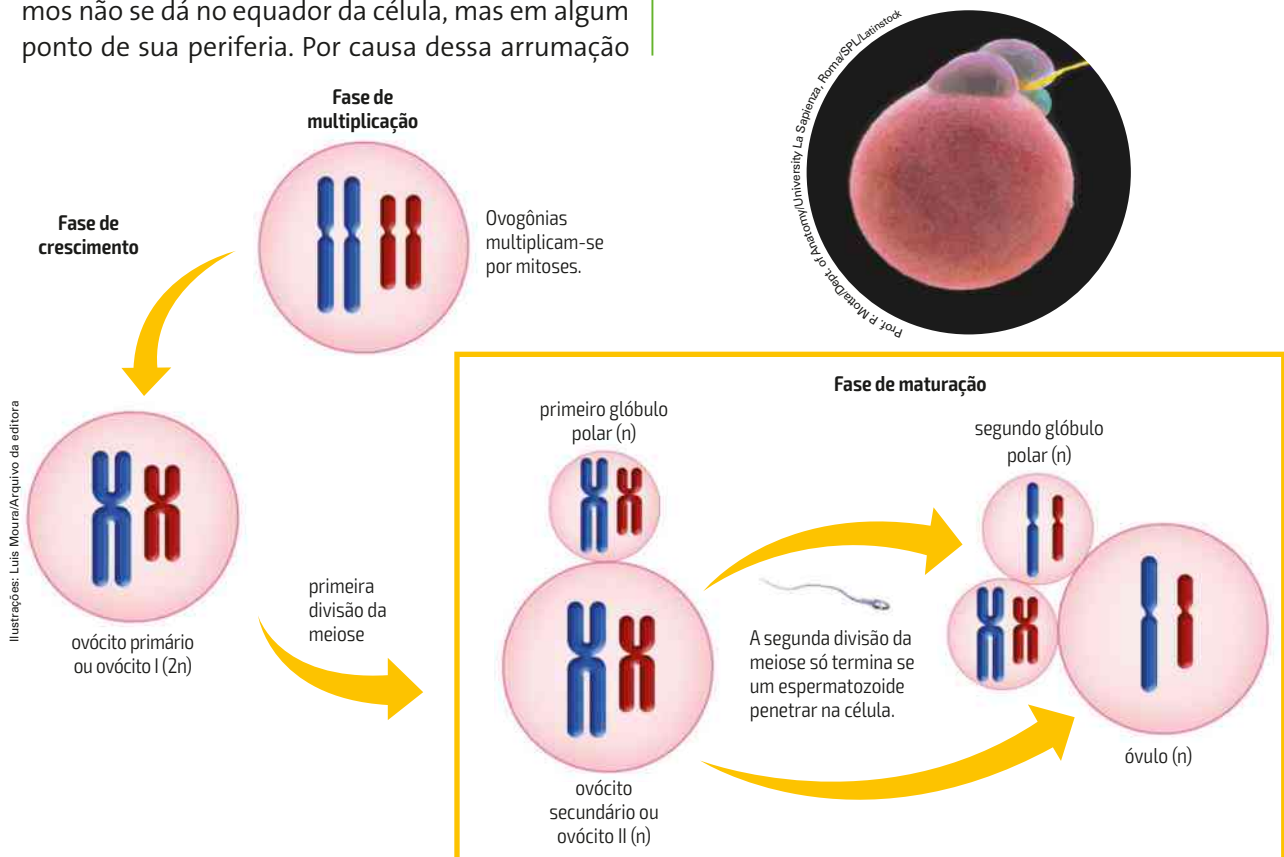 mos não se dá no equador da célula, mas em algum
ponto de sua periferia. Por causa dessa arrumação
Prof. P. Motta/Dept. of Anatomy/University La Sapienza, Roma/SPL/Latinstock
Fase de
multiplicação
Ovogônias
multiplicam-se
por mitoses.
Fase de
crescimento
Ilustrações: Luis Moura/Arquivo da editora
ovócito primário
ou ovócito I (2n)
primeira
divisão da
meiose
Fase de maturação
primeiro glóbulo
polar (n)
ovócito
secundário ou
ovócito II (n)
A segunda divisão da
meiose só termina se
um espermatozoide
penetrar na célula.
segundo glóbulo
polar (n)
óvulo (n)